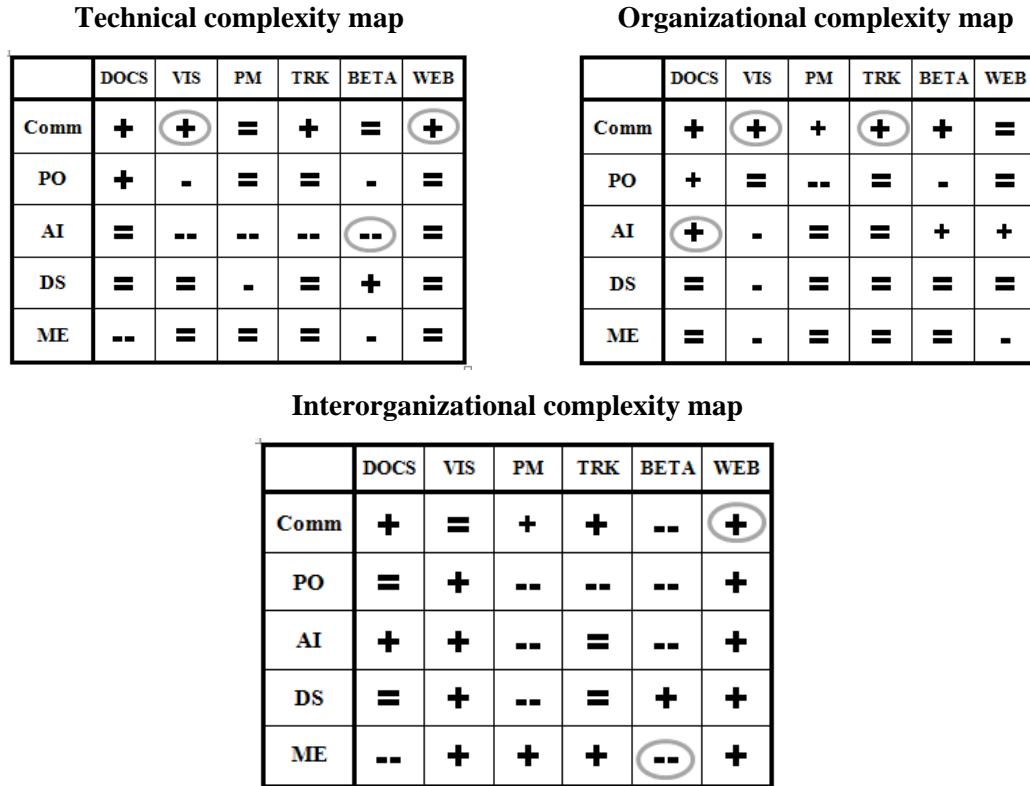 Technical complexity map
DOCS VIS PM TRK BETA WEB
Comm + + = + = +
PO + - = = - =
AI = -- -- -- -- =
DS = = - = + =
ME -- = = = - =
Organizational complexity map
DOCS VIS PM TRK BETA WEB
Comm + + + + + =
PO + = -- = - =
AI + - = = + +
DS = - = = = =
ME = - = = = -
Interorganizational complexity map
DOCS VIS PM TRK BETA WEB
Comm + = + + -- +
PO = + -- -- -- +
AI + + -- = -- +
DS = + -- = + +
ME -- + + + -- +